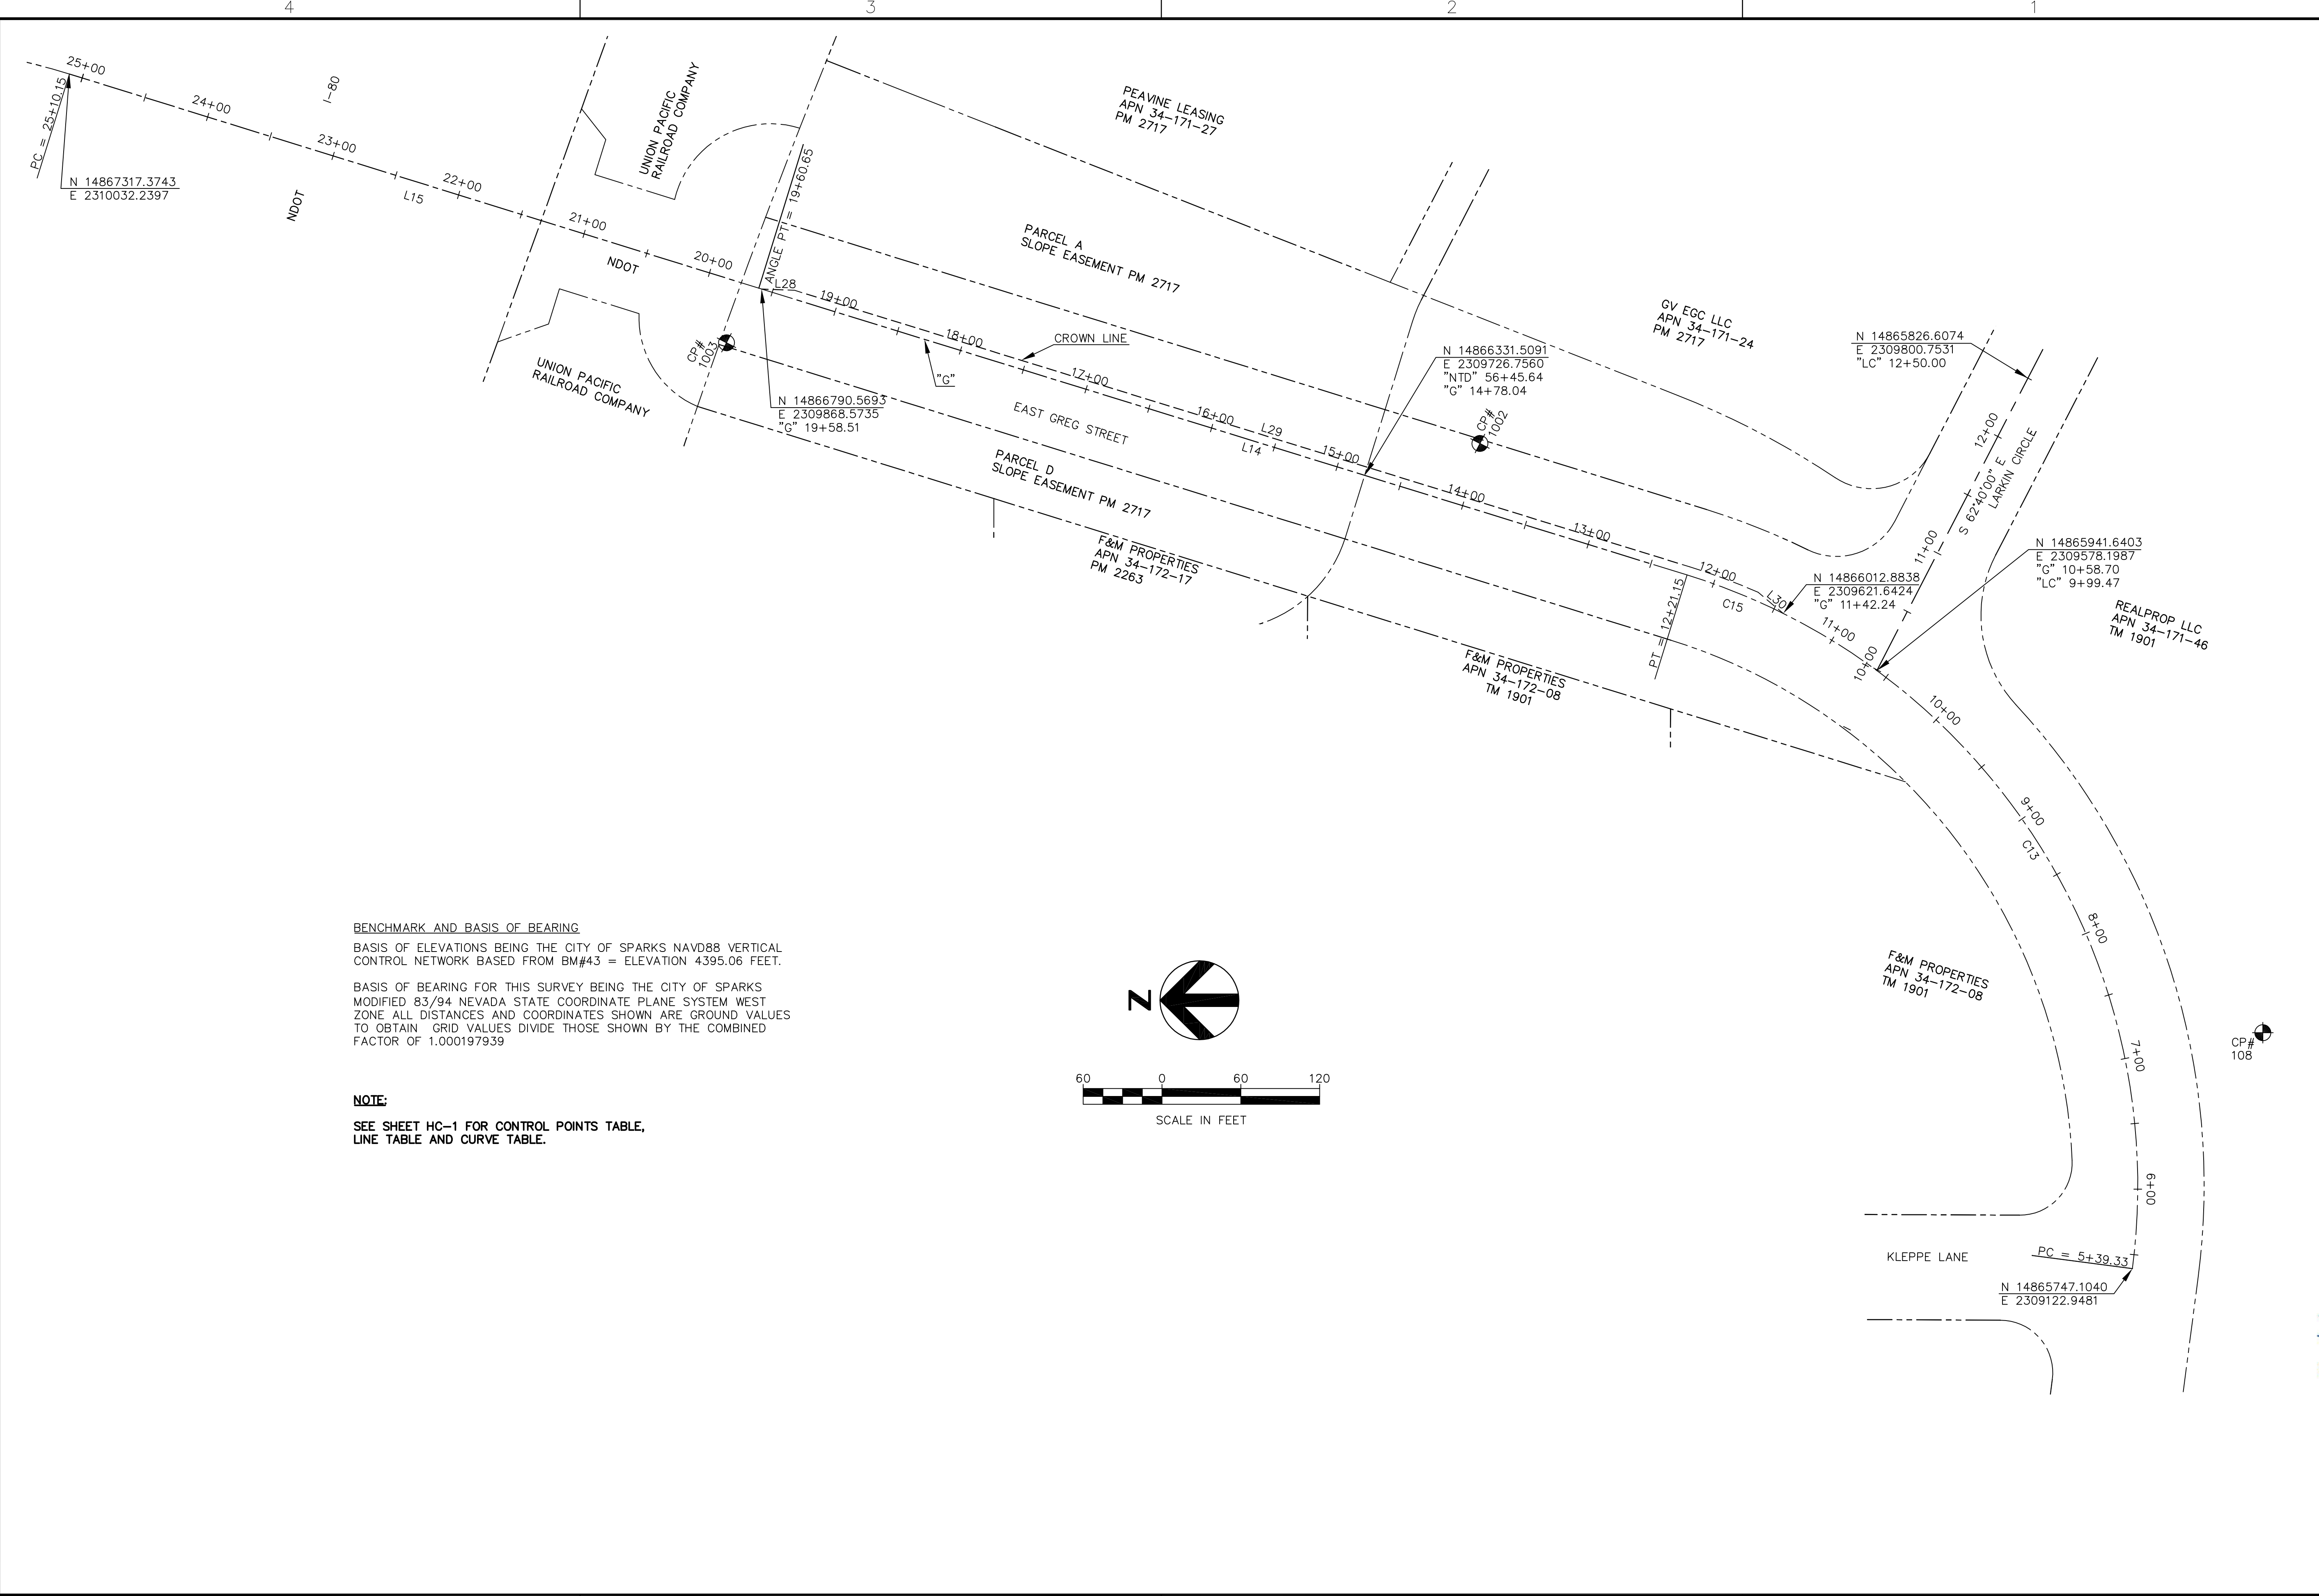 4
3
2
1
25+00
24+00
23+00
22+00
21+00
20+00
19+00
18+00
17+00
16+00
15+00
14+00
13+00
12+00
11+00
10+00
9+00
8+00
7+00
6+00
PC = 25+10.15
N 14867317.3743
E 2310032.2397
I-80
NDOT
L15
NDOT
UNION PACIFIC
RAILROAD COMPANY
UNION PACIFIC
RAILROAD COMPANY
ANGLE PT = 19+60.65
L28
CP#
1003
N 14866790.5693
E 2309868.5735
"G" 19+58.51
"G"
CROWN LINE
PEAVINE LEASING
APN 34-171-27
PM 2717
PARCEL A
SLOPE EASEMENT PM 2717
EAST GREG STREET
PARCEL D
SLOPE EASEMENT PM 2717
F&M PROPERTIES
APN 34-172-17
PM 2263
L29
L14
N 14866331.5091
E 2309726.7560
"NTD" 56+45.64
"G" 14+78.04
CP#
1002
GV EGC LLC
APN 34-171-24
PM 2717
N 14865826.6074
E 2309800.7531
"LC" 12+50.00
12+00
11+00
10+00
S 62°40'00" E
LARKIN CIRCLE
N 14865941.6403
E 2309578.1987
"G" 10+58.70
"LC" 9+99.47
N 14866012.8838
E 2309621.6424
"G" 11+42.24
L30
C15
PT = 12+21.15
F&M PROPERTIES
APN 34-172-08
TM 1901
REALPROP LLC
APN 34-171-46
TM 1901
C13
F&M PROPERTIES
APN 34-172-08
TM 1901
CP#
108
KLEPPE LANE
PC = 5+39.33
N 14865747.1040
E 2309122.9481
BENCHMARK AND BASIS OF BEARING
BASIS OF ELEVATIONS BEING THE CITY OF SPARKS NAVD88 VERTICAL
CONTROL NETWORK BASED FROM BM#43 = ELEVATION 4395.06 FEET.
BASIS OF BEARING FOR THIS SURVEY BEING THE CITY OF SPARKS
MODIFIED 83/94 NEVADA STATE COORDINATE PLANE SYSTEM WEST
ZONE ALL DISTANCES AND COORDINATES SHOWN ARE GROUND VALUES
TO OBTAIN GRID VALUES DIVIDE THOSE SHOWN BY THE COMBINED
FACTOR OF 1.000197939
NOTE:
SEE SHEET HC-1 FOR CONTROL POINTS TABLE,
LINE TABLE AND CURVE TABLE.
N
60 0 60 120
SCALE IN FEET